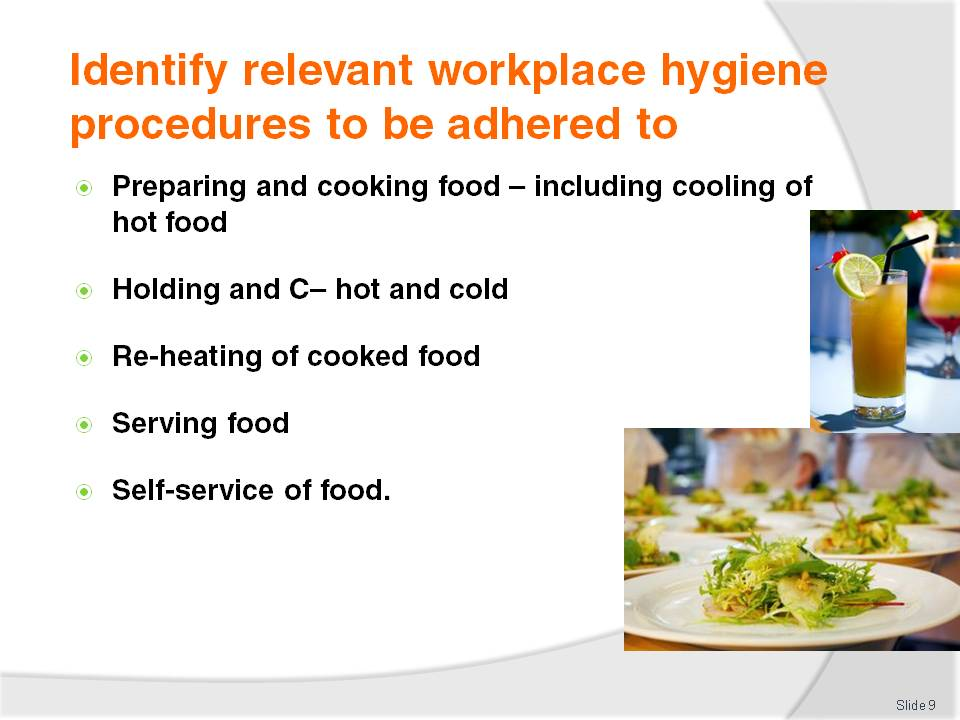 Identify relevant workplace hygiene
procedures to be adhered to
Preparing and cooking food – including cooling of
hot food
Holding and C– hot and cold
Re-heating of cooked food
Serving food
Self-service of food.
Slide 9